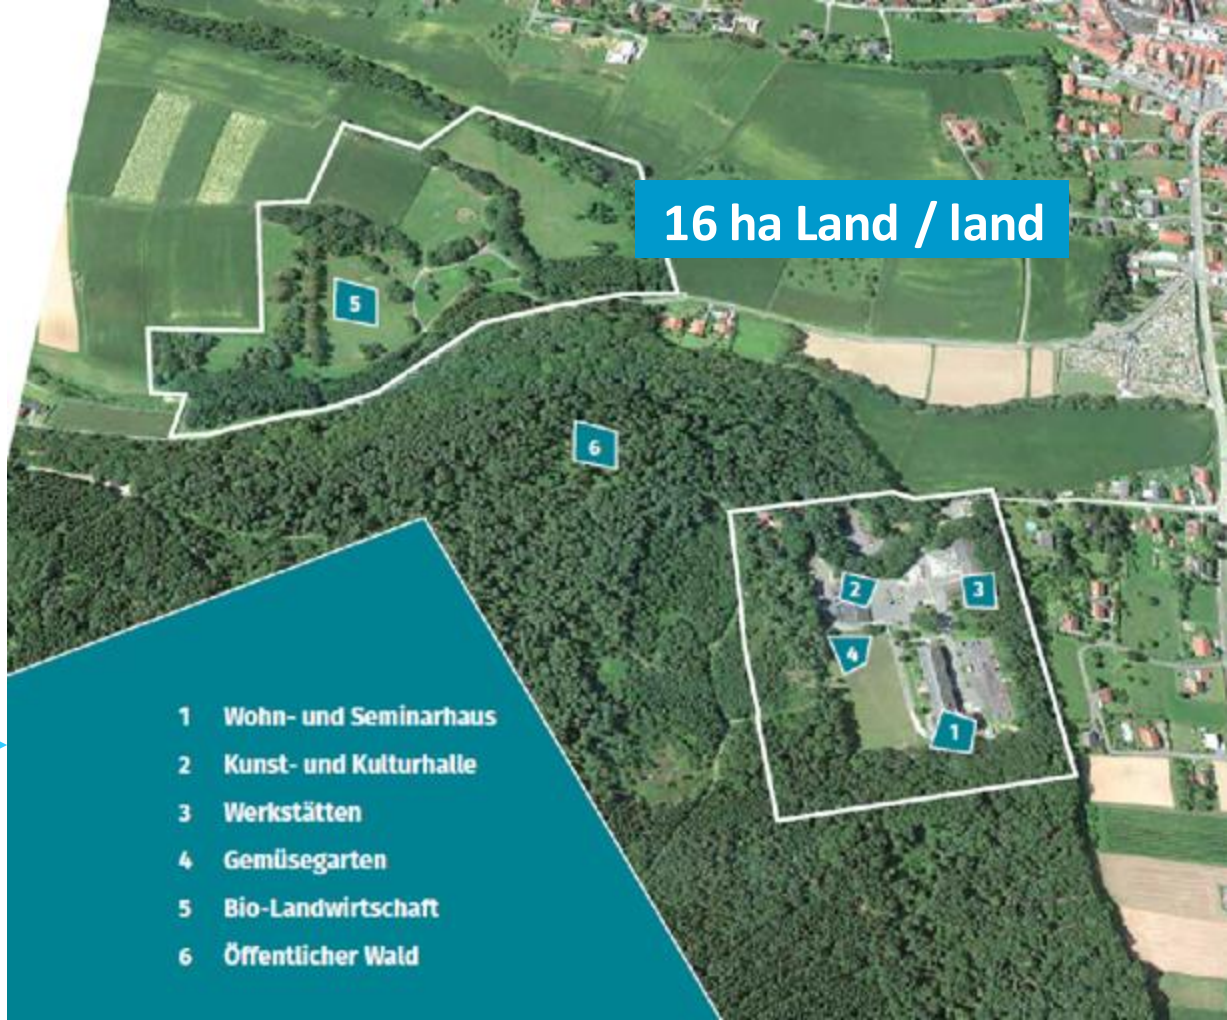 16 ha Land / land
5
6
2
3
4
1
1 Wohn- und Seminarhaus
2 Kunst- und Kulturhalle
3 Werkstätten
4 Gemüsegarten
5 Bio-Landwirtschaft
6 Öffentlicher Wald